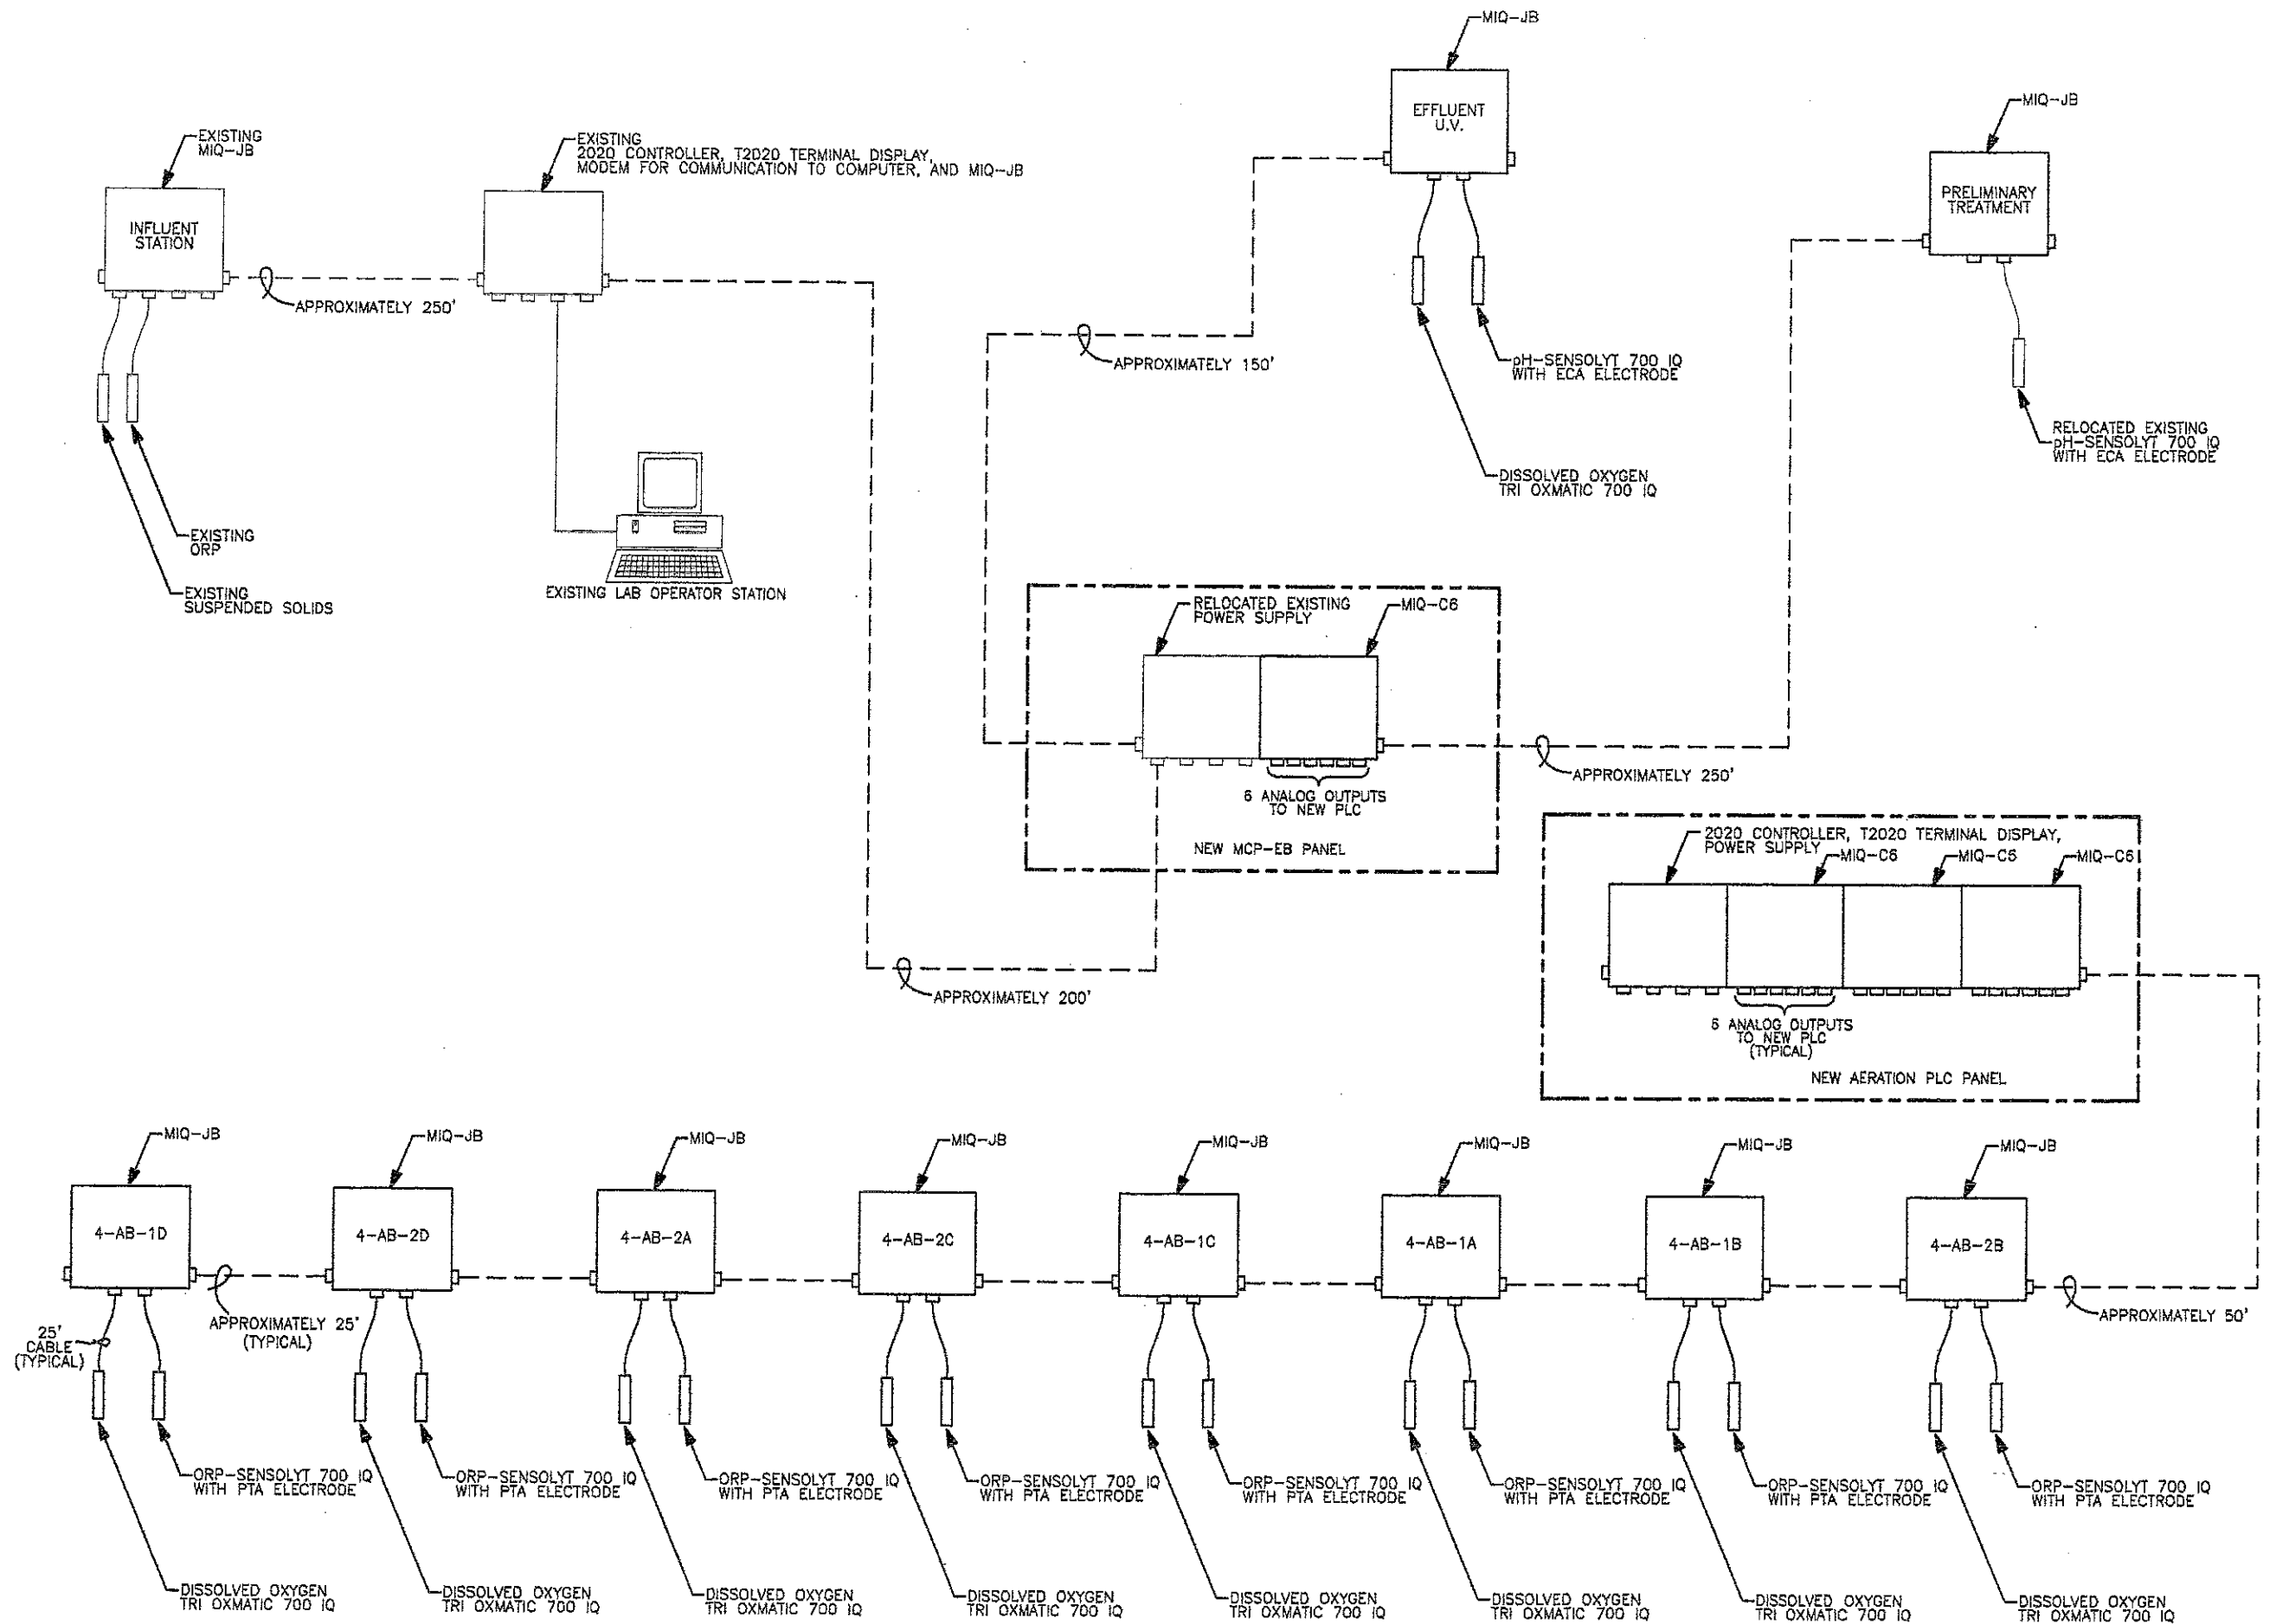 MIQ-JB
EFFLUENT
U.V.
MIQ-JB
PRELIMINARY
TREATMENT
EXISTING
MIQ-JB
INFLUENT
STATION
EXISTING
2020 CONTROLLER, T2020 TERMINAL DISPLAY,
MODEM FOR COMMUNICATION TO COMPUTER, AND MIQ-JB
APPROXIMATELY 250'
APPROXIMATELY 150'
pH-SENSOLYT 700 IQ
WITH ECA ELECTRODE
DISSOLVED OXYGEN
TRI OXMATIC 700 IQ
RELOCATED EXISTING
pH-SENSOLYT 700 IQ
WITH ECA ELECTRODE
EXISTING
ORP
EXISTING
SUSPENDED SOLIDS
EXISTING LAB OPERATOR STATION
RELOCATED EXISTING
POWER SUPPLY
MIQ-C6
6 ANALOG OUTPUTS
TO NEW PLC
NEW MCP-EB PANEL
APPROXIMATELY 250'
APPROXIMATELY 200'
2020 CONTROLLER, T2020 TERMINAL DISPLAY,
POWER SUPPLY
MIQ-C6
MIQ-C6
MIQ-C6
6 ANALOG OUTPUTS
TO NEW PLC
(TYPICAL)
NEW AERATION PLC PANEL
MIQ-JB
MIQ-JB
MIQ-JB
MIQ-JB
MIQ-JB
MIQ-JB
MIQ-JB
MIQ-JB
4-AB-1D
4-AB-2D
4-AB-2A
4-AB-2C
4-AB-1C
4-AB-1A
4-AB-1B
4-AB-2B
25'
CABLE
(TYPICAL)
APPROXIMATELY 25'
(TYPICAL)
APPROXIMATELY 50'
ORP-SENSOLYT 700 IQ
WITH PTA ELECTRODE
ORP-SENSOLYT 700 IQ
WITH PTA ELECTRODE
ORP-SENSOLYT 700 IQ
WITH PTA ELECTRODE
ORP-SENSOLYT 700 IQ
WITH PTA ELECTRODE
ORP-SENSOLYT 700 IQ
WITH PTA ELECTRODE
ORP-SENSOLYT 700 IQ
WITH PTA ELECTRODE
ORP-SENSOLYT 700 IQ
WITH PTA ELECTRODE
ORP-SENSOLYT 700 IQ
WITH PTA ELECTRODE
DISSOLVED OXYGEN
TRI OXMATIC 700 IQ
DISSOLVED OXYGEN
TRI OXMATIC 700 IQ
DISSOLVED OXYGEN
TRI OXMATIC 700 IQ
DISSOLVED OXYGEN
TRI OXMATIC 700 IQ
DISSOLVED OXYGEN
TRI OXMATIC 700 IQ
DISSOLVED OXYGEN
TRI OXMATIC 700 IQ
DISSOLVED OXYGEN
TRI OXMATIC 700 IQ
DISSOLVED OXYGEN
TRI OXMATIC 700 IQ